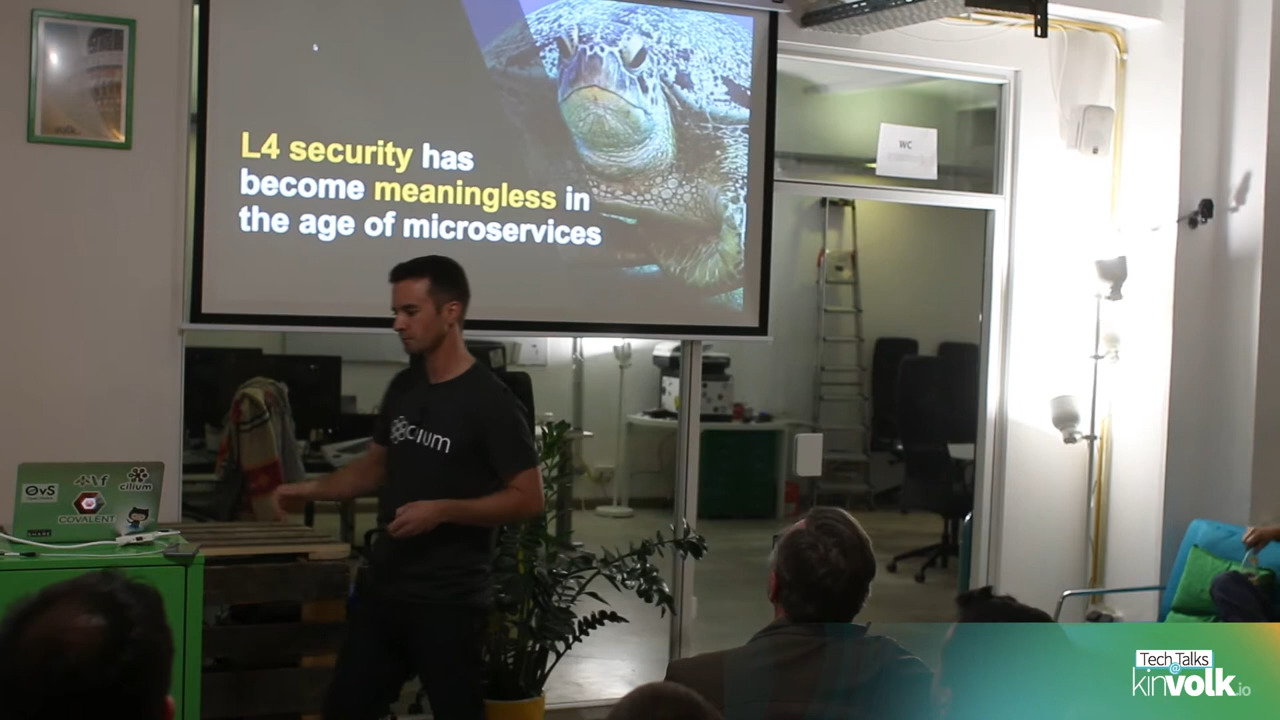 L4 security has
become meaningless in
the age of microservices
WC
cilium
OvS
cilium
COVALENT
volk
Tech Talks
@
kinvolk.io